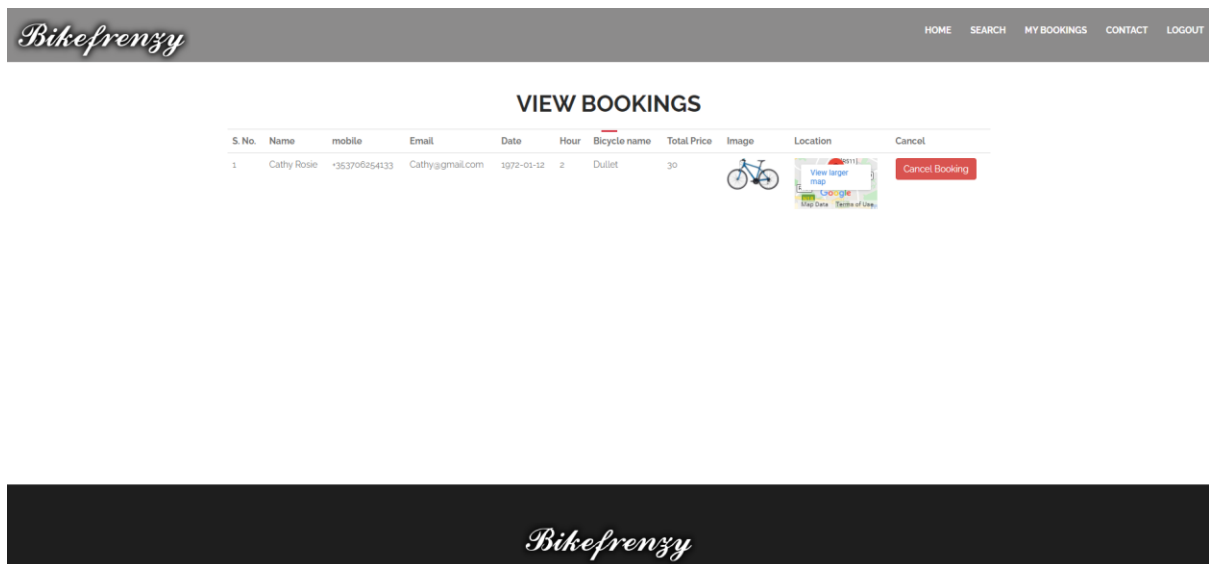 Bikefrenzy
HOME SEARCH MY BOOKINGS CONTACT LOGOUT
VIEW BOOKINGS
S. No. Name mobile Email Date Hour Bicycle name Total Price Image Location Cancel
1 Cathy Rosie +353706254133 Cathy@gmail.com 1972-01-12 2 Dullet 30 Cancel Booking
View larger
map
Google
Map Data Terms of Use
Bikefrenzy